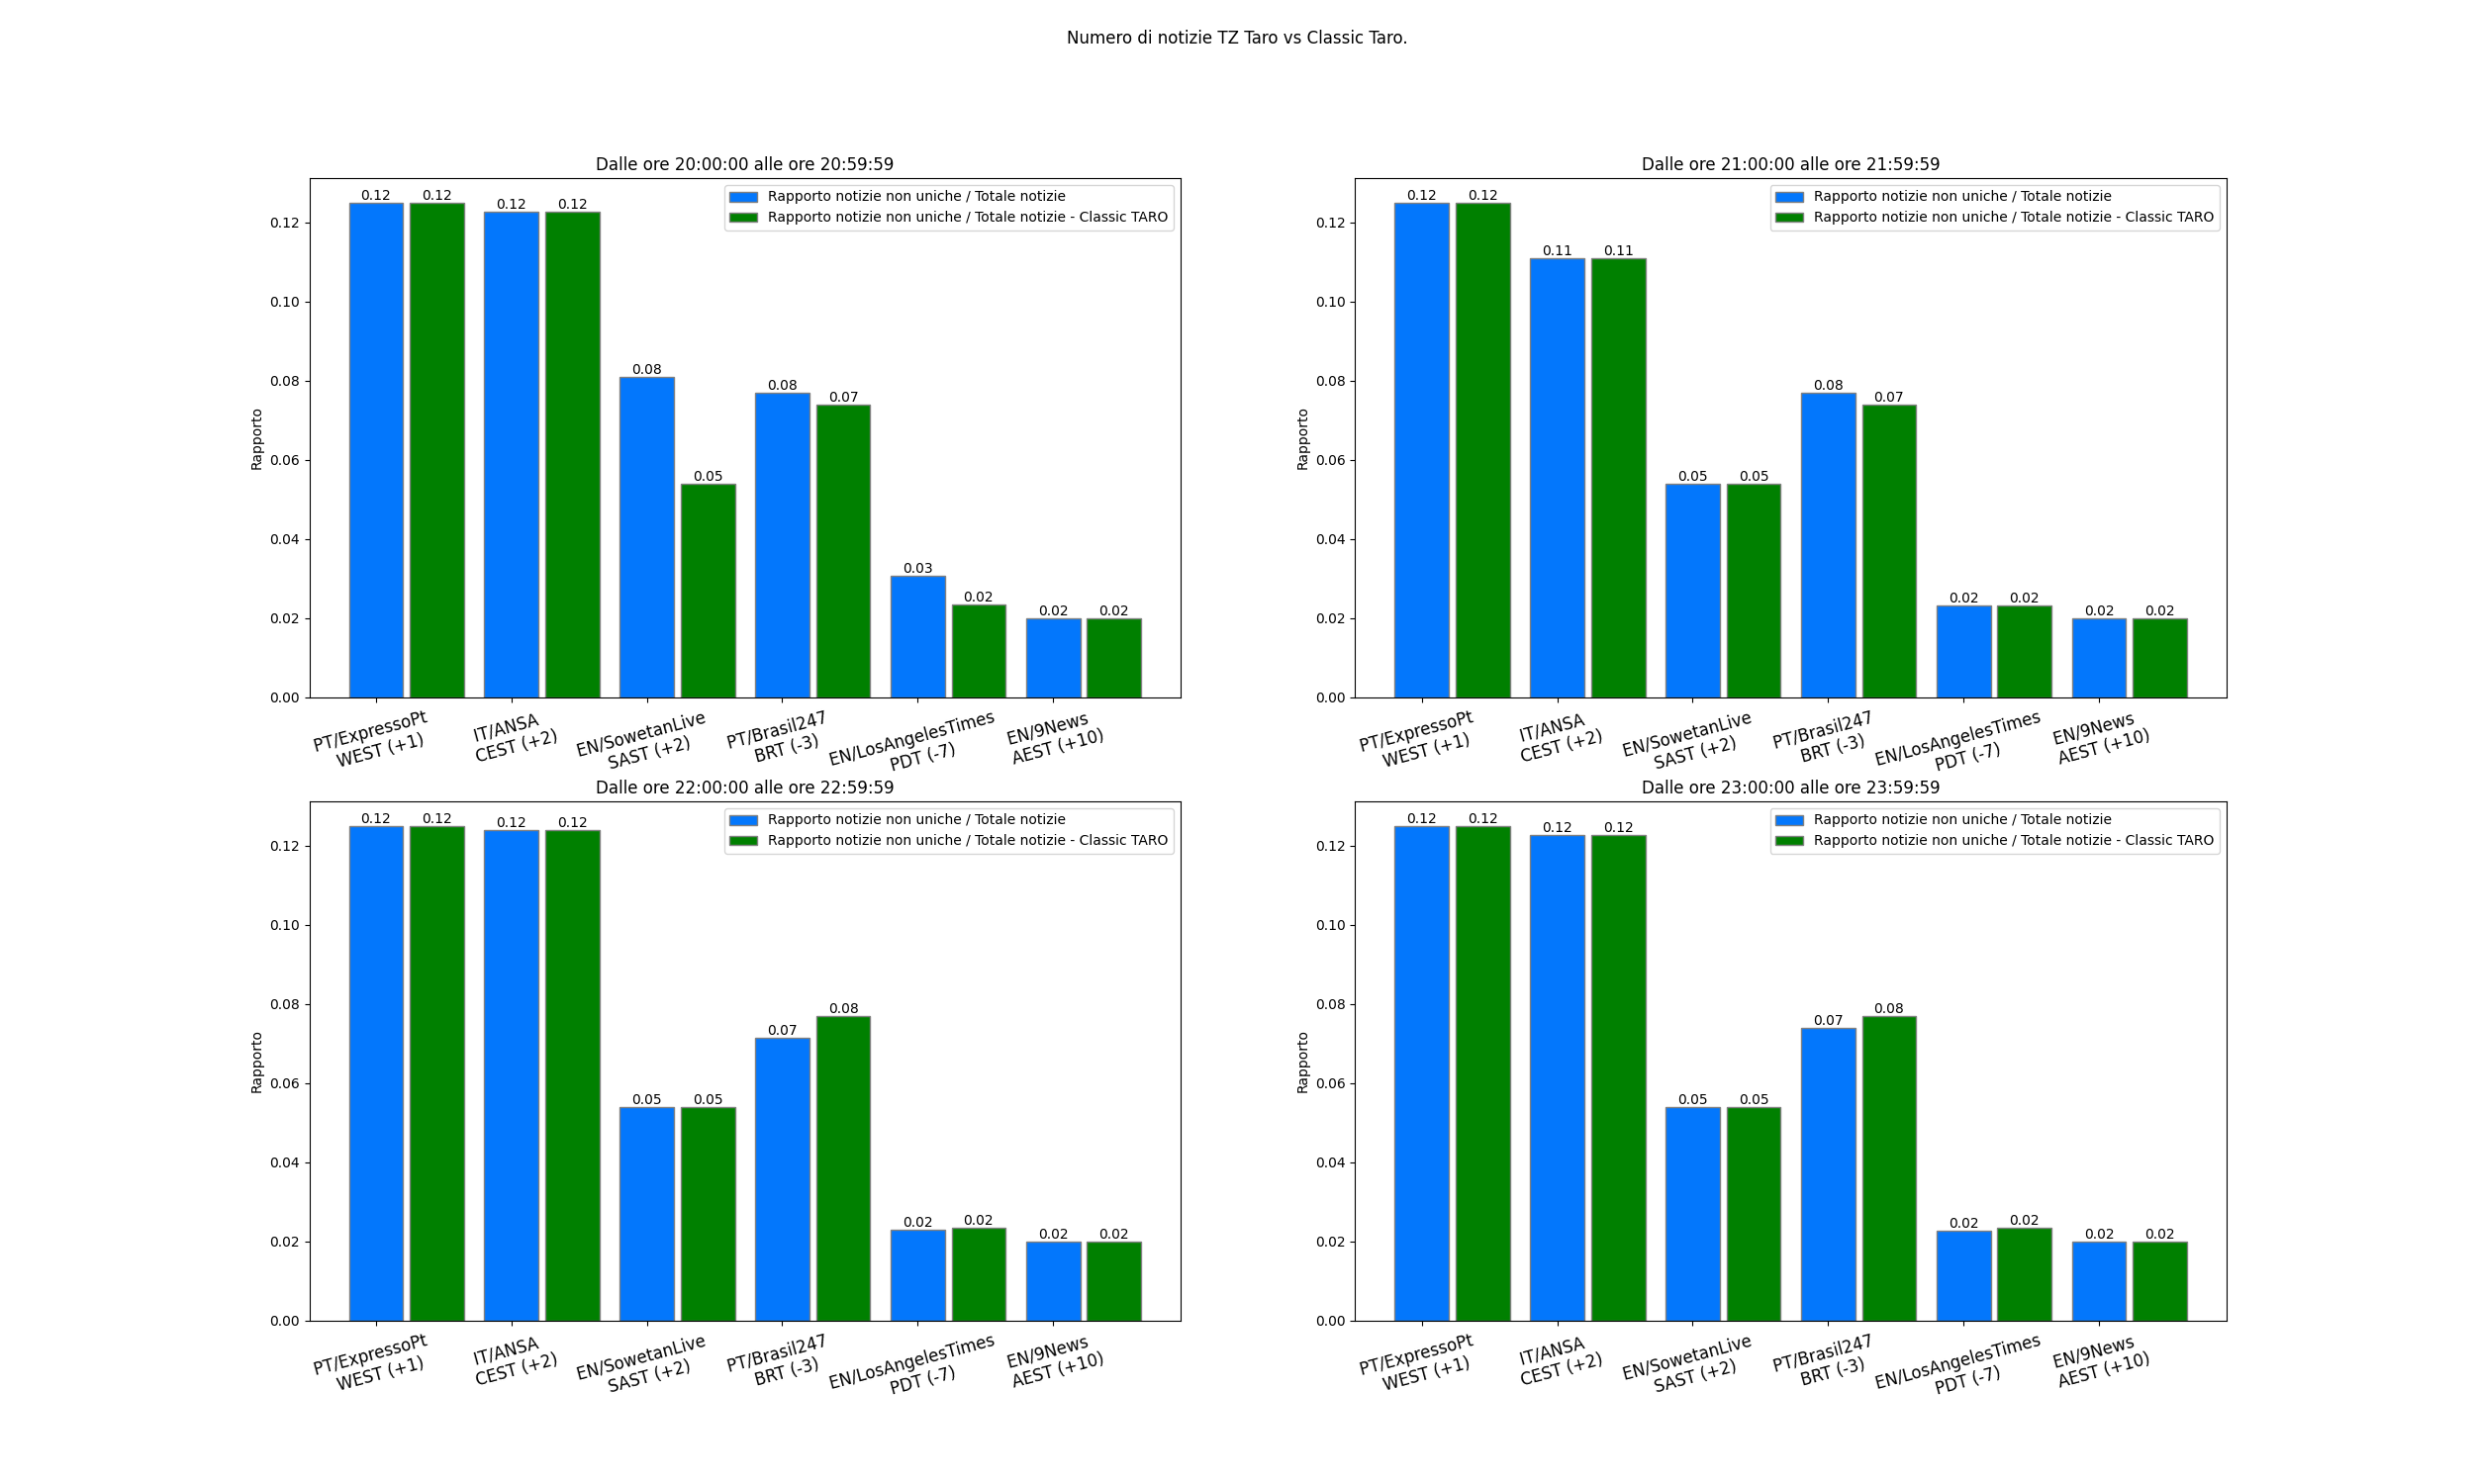 Numero di notizie TZ Taro vs Classic Taro.
Dalle ore 20:00:00 alle ore 20:59:59
Rapporto notizie non uniche / Totale notizie
Rapporto notizie non uniche / Totale notizie - Classic TARO
0.12 0.12 0.12 0.12 0.08 0.05 0.08 0.07 0.03 0.02 0.02 0.02
0.12
0.10
0.08
0.06
0.04
0.02
0.00
Rapporto
PT/ExpressoPt
WEST (+1)
IT/ANSA
CEST (+2)
EN/SowetanLive
SAST (+2)
PT/Brasil247
BRT (-3)
EN/LosAngelesTimes
PDT (-7)
EN/9News
AEST (+10)
Dalle ore 21:00:00 alle ore 21:59:59
Rapporto notizie non uniche / Totale notizie
Rapporto notizie non uniche / Totale notizie - Classic TARO
0.12 0.12 0.11 0.11 0.05 0.05 0.08 0.07 0.02 0.02 0.02 0.02
0.12
0.10
0.08
0.06
0.04
0.02
0.00
Rapporto
PT/ExpressoPt
WEST (+1)
IT/ANSA
CEST (+2)
EN/SowetanLive
SAST (+2)
PT/Brasil247
BRT (-3)
EN/LosAngelesTimes
PDT (-7)
EN/9News
AEST (+10)
Dalle ore 22:00:00 alle ore 22:59:59
Rapporto notizie non uniche / Totale notizie
Rapporto notizie non uniche / Totale notizie - Classic TARO
0.12 0.12 0.12 0.12 0.05 0.05 0.07 0.08 0.02 0.02 0.02 0.02
0.12
0.10
0.08
0.06
0.04
0.02
0.00
Rapporto
PT/ExpressoPt
WEST (+1)
IT/ANSA
CEST (+2)
EN/SowetanLive
SAST (+2)
PT/Brasil247
BRT (-3)
EN/LosAngelesTimes
PDT (-7)
EN/9News
AEST (+10)
Dalle ore 23:00:00 alle ore 23:59:59
Rapporto notizie non uniche / Totale notizie
Rapporto notizie non uniche / Totale notizie - Classic TARO
0.12 0.12 0.12 0.12 0.05 0.05 0.07 0.08 0.02 0.02 0.02 0.02
0.12
0.10
0.08
0.06
0.04
0.02
0.00
Rapporto
PT/ExpressoPt
WEST (+1)
IT/ANSA
CEST (+2)
EN/SowetanLive
SAST (+2)
PT/Brasil247
BRT (-3)
EN/LosAngelesTimes
PDT (-7)
EN/9News
AEST (+10)